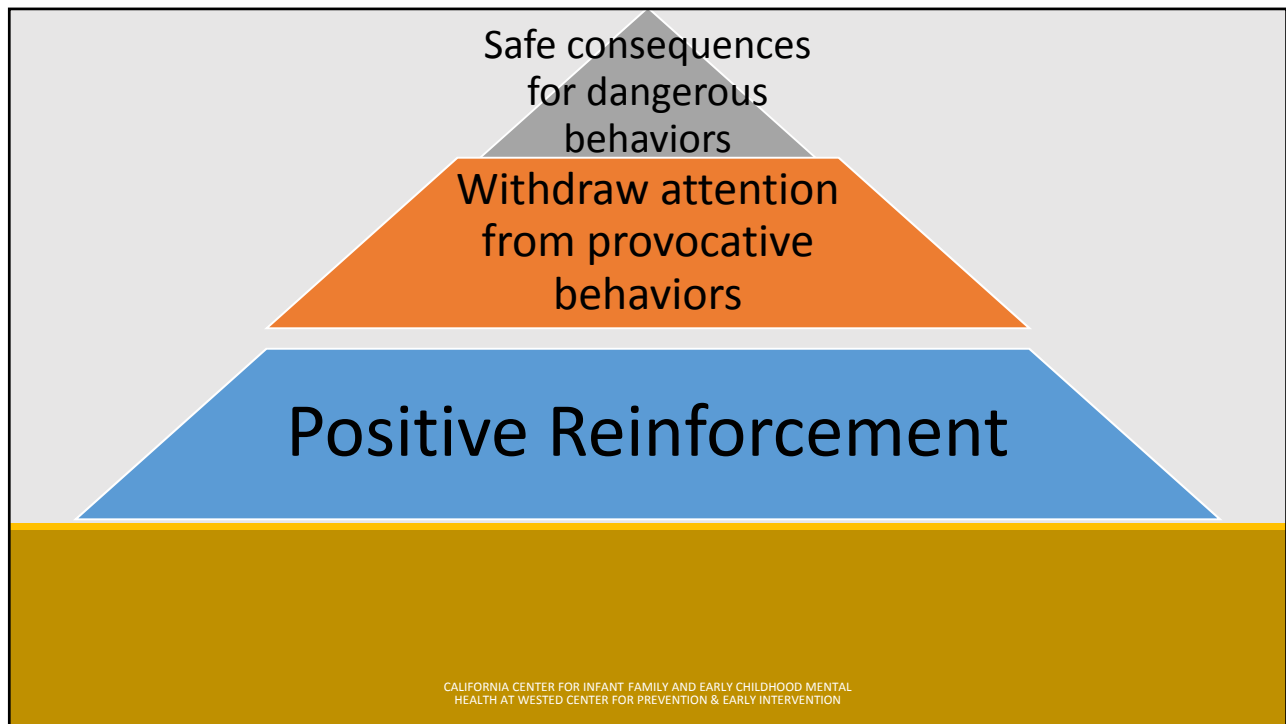 Safe consequences
for dangerous
behaviors
Withdraw attention
from provocative
behaviors
Positive Reinforcement
CALIFORNIA CENTER FOR INFANT FAMILY AND EARLY CHILDHOOD MENTAL
HEALTH AT WESTED CENTER FOR PREVENTION & EARLY INTERVENTION